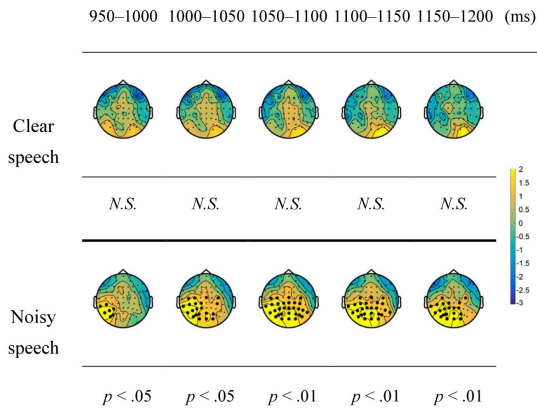 950–1000 1000–1050 1050–1100 1100–1150 1150–1200 (ms)
Clear
speech
N.S. N.S. N.S. N.S. N.S.
2
1.5
1
0.5
0
-0.5
-1
-1.5
-2
-2.5
-3
Noisy
speech
p < .05 p < .05 p < .01 p < .01 p < .01